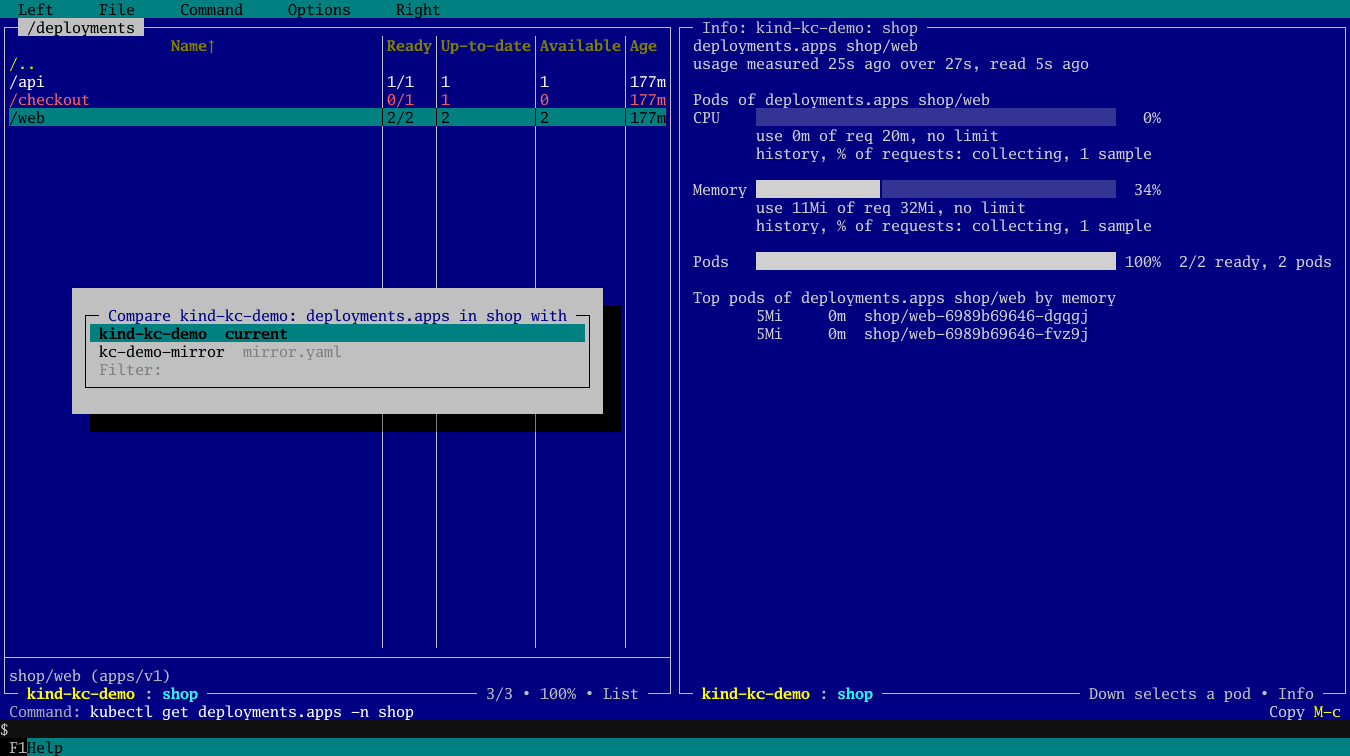 Left File Command Options Right
/deployments
Name↑ Ready Up-to-date Available Age
/..
/api 1/1 1 1 177m
/checkout 0/1 1 0 177m
/web 2/2 2 2 177m
Compare kind-kc-demo: deployments.apps in shop with
kind-kc-demo current
kc-demo-mirror mirror.yaml
Filter:
shop/web (apps/v1)
kind-kc-demo : shop 3/3 • 100% • List
Info: kind-kc-demo: shop
deployments.apps shop/web
usage measured 25s ago over 27s, read 5s ago
Pods of deployments.apps shop/web
CPU 0%
use 0m of req 20m, no limit
history, % of requests: collecting, 1 sample
Memory 34%
use 11Mi of req 32Mi, no limit
history, % of requests: collecting, 1 sample
Pods 100% 2/2 ready, 2 pods
Top pods of deployments.apps shop/web by memory
5Mi 0m shop/web-6989b69646-dgqgj
5Mi 0m shop/web-6989b69646-fvz9j
kind-kc-demo : shop Down selects a pod • Info
Command: kubectl get deployments.apps -n shop Copy M-c
$
F1Help